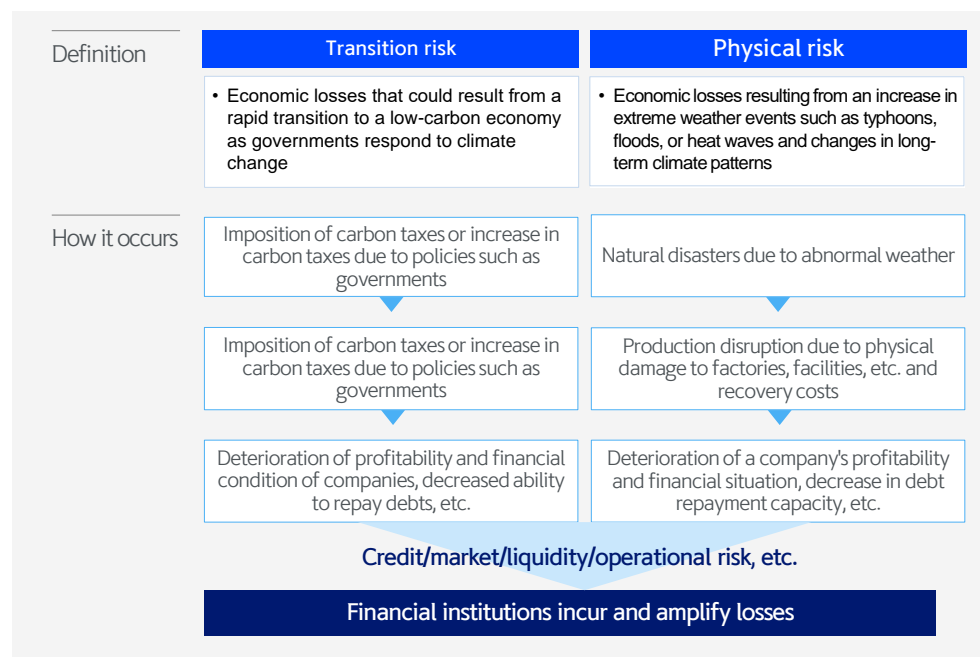 Definition
Transition risk
Physical risk
• Economic losses that could result from a
rapid transition to a low-carbon economy
as governments respond to climate
change
• Economic losses resulting from an increase in
extreme weather events such as typhoons,
floods, or heat waves and changes in long-
term climate patterns
How it occurs
Imposition of carbon taxes or increase in
carbon taxes due to policies such as
governments
Natural disasters due to abnormal weather
Imposition of carbon taxes or increase in
carbon taxes due to policies such as
governments
Production disruption due to physical
damage to factories, facilities, etc. and
recovery costs
Deterioration of profitability and financial
condition of companies, decreased ability
to repay debts, etc.
Deterioration of a company's profitability
and financial situation, decrease in debt
repayment capacity, etc.
Credit/market/liquidity/operational risk, etc.
Financial institutions incur and amplify losses